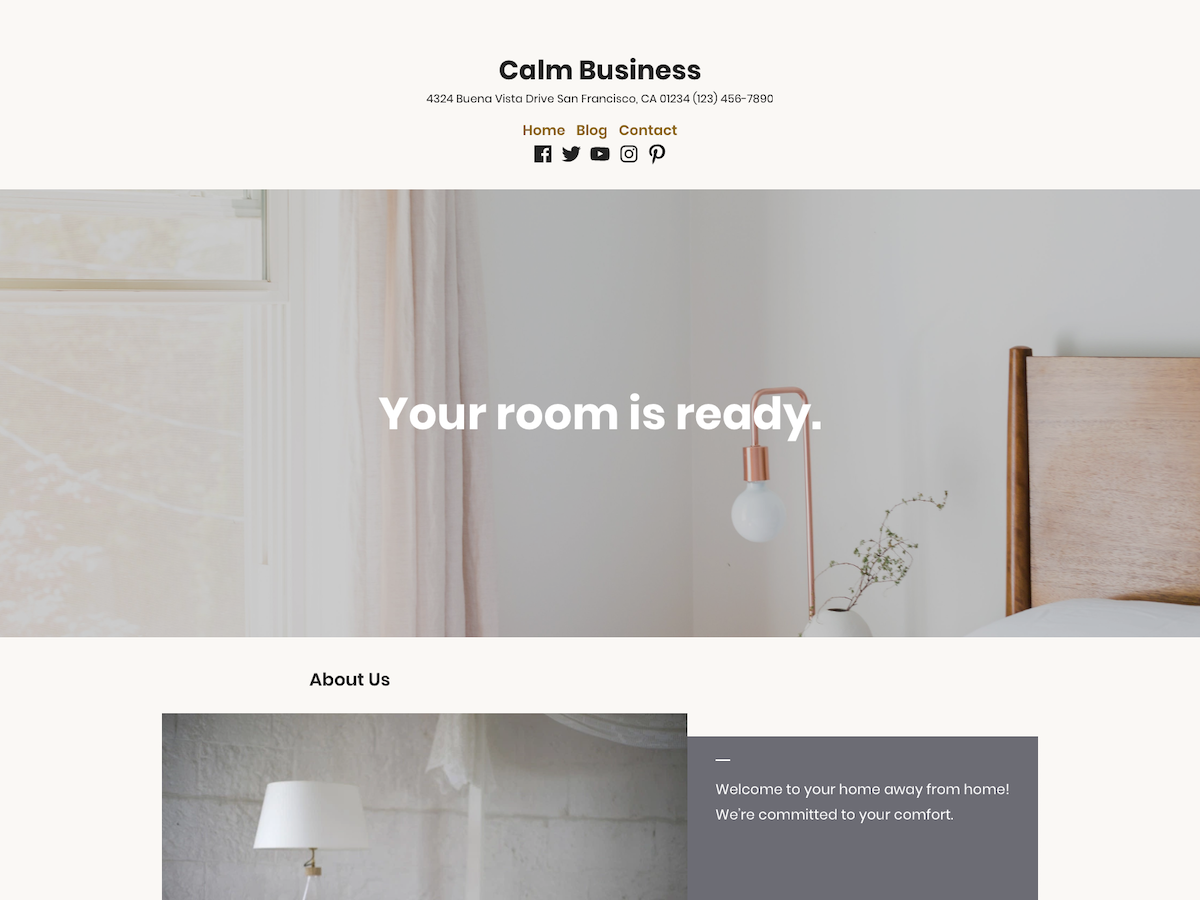 Calm Business
4324 Buena Vista Drive San Francisco, CA 01234 (123) 456-7890
Home Blog Contact
Your room is ready.
About Us
Welcome to your home away from home!
We're committed to your comfort.